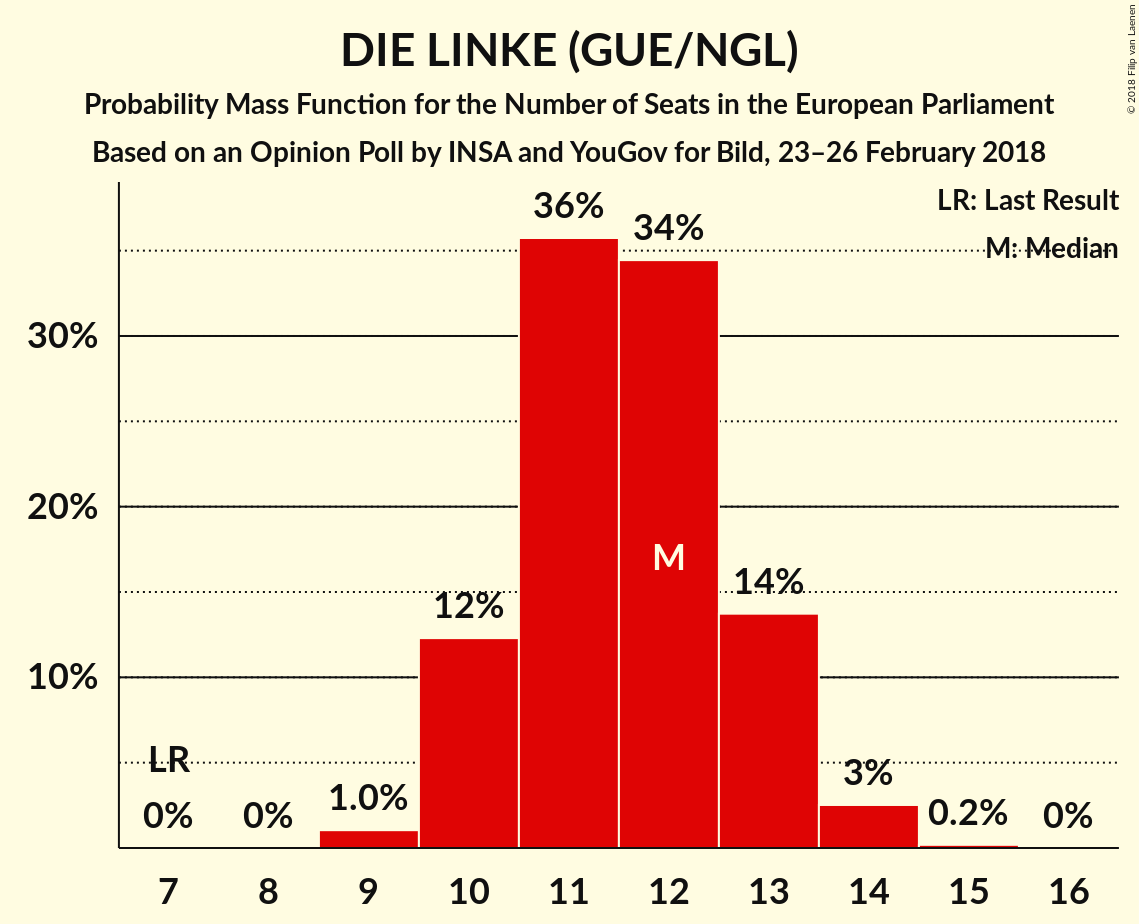 DIE LINKE (GUE/NGL)
Probability Mass Function for the Number of Seats in the European Parliament
Based on an Opinion Poll by INSA and YouGov for Bild, 23–26 February 2018
© 2018 Filip van Laenen
LR: Last Result
M: Median
36%
34%
30%
20%
M
14%
12%
10%
LR
3%
1.0%
0.2%
0%
0%
0%
7 8 9 10 11 12 13 14 15 16